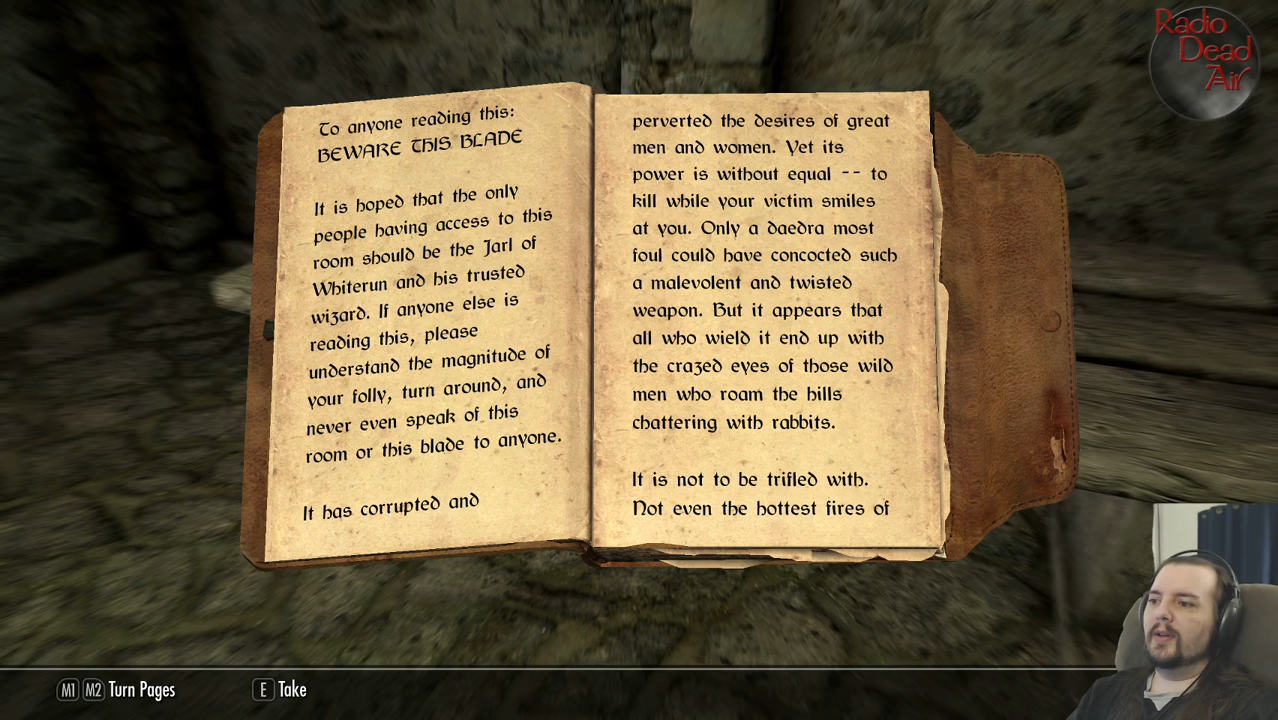 Radio
Dead
Air
To anyone reading this:
BEWARE THIS BLADE
It is hoped that the only
people having access to this
room should be the Jarl of
Whiterun and his trusted
wizard. If anyone else is
reading this, please
understand the magnitude of
your folly, turn around, and
never even speak of this
room or this blade to anyone.
It has corrupted and
perverted the desires of great
men and women. Yet its
power is without equal -- to
kill while your victim smiles
at you. Only a daedra most
foul could have concocted such
a malevolent and twisted
weapon. But it appears that
all who wield it end up with
the crazed eyes of those wild
men who roam the hills
chattering with rabbits.
It is not to be trifled with.
Not even the hottest fires of
M1 M2 Turn Pages
E Take